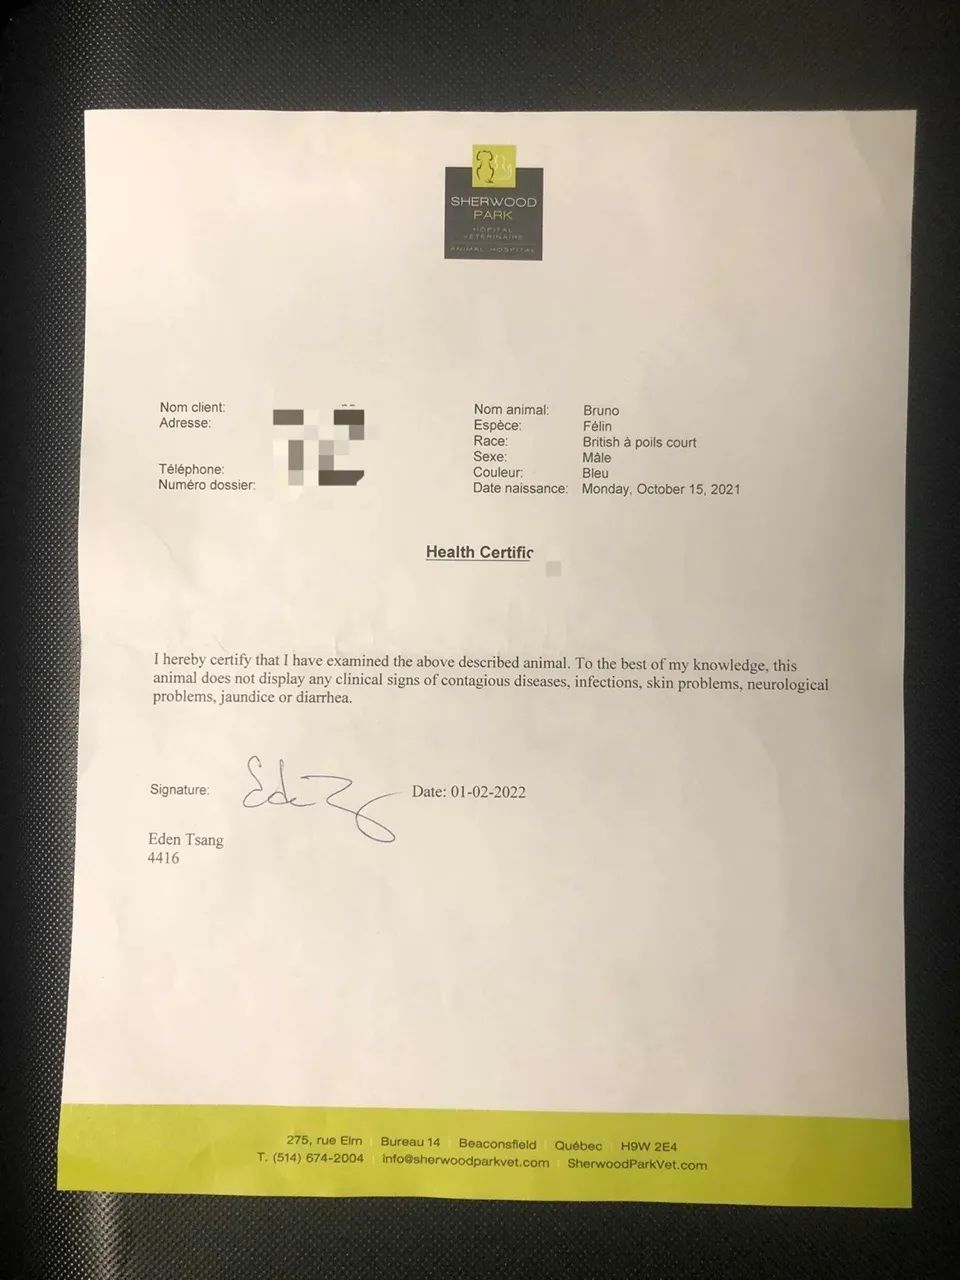 SHERWOOD
PARK
HÔPITAL
VÉTÉRINAIRE
ANIMAL HOSPITAL
Nom client:
Adresse:
Téléphone:
Numéro dossier:
Nom animal: Bruno
Espèce: Félin
Race: British à poils court
Sexe: Mâle
Couleur: Bleu
Date naissance: Monday, October 15, 2021
Health Certific
I hereby certify that I have examined the above described animal. To the best of my knowledge, this
animal does not display any clinical signs of contagious diseases, infections, skin problems, neurological
problems, jaundice or diarrhea.
Signature: Date: 01-02-2022
Eden Tsang
4416
275, rue Elm Bureau 14 Beaconsfield Québec H9W 2E4
T. (514) 674-2004 info@sherwoodparkvet.com SherwoodParkVet.com